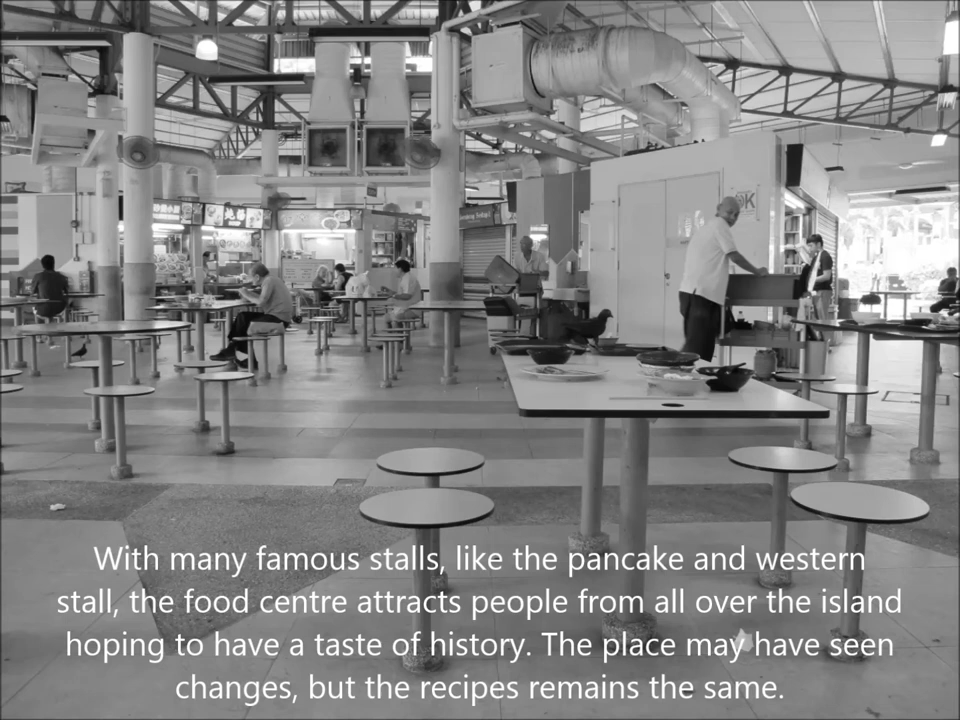 With many famous stalls, like the pancake and western
stall, the food centre attracts people from all over the island
hoping to have a taste of history. The place may have seen
changes, but the recipes remains the same.